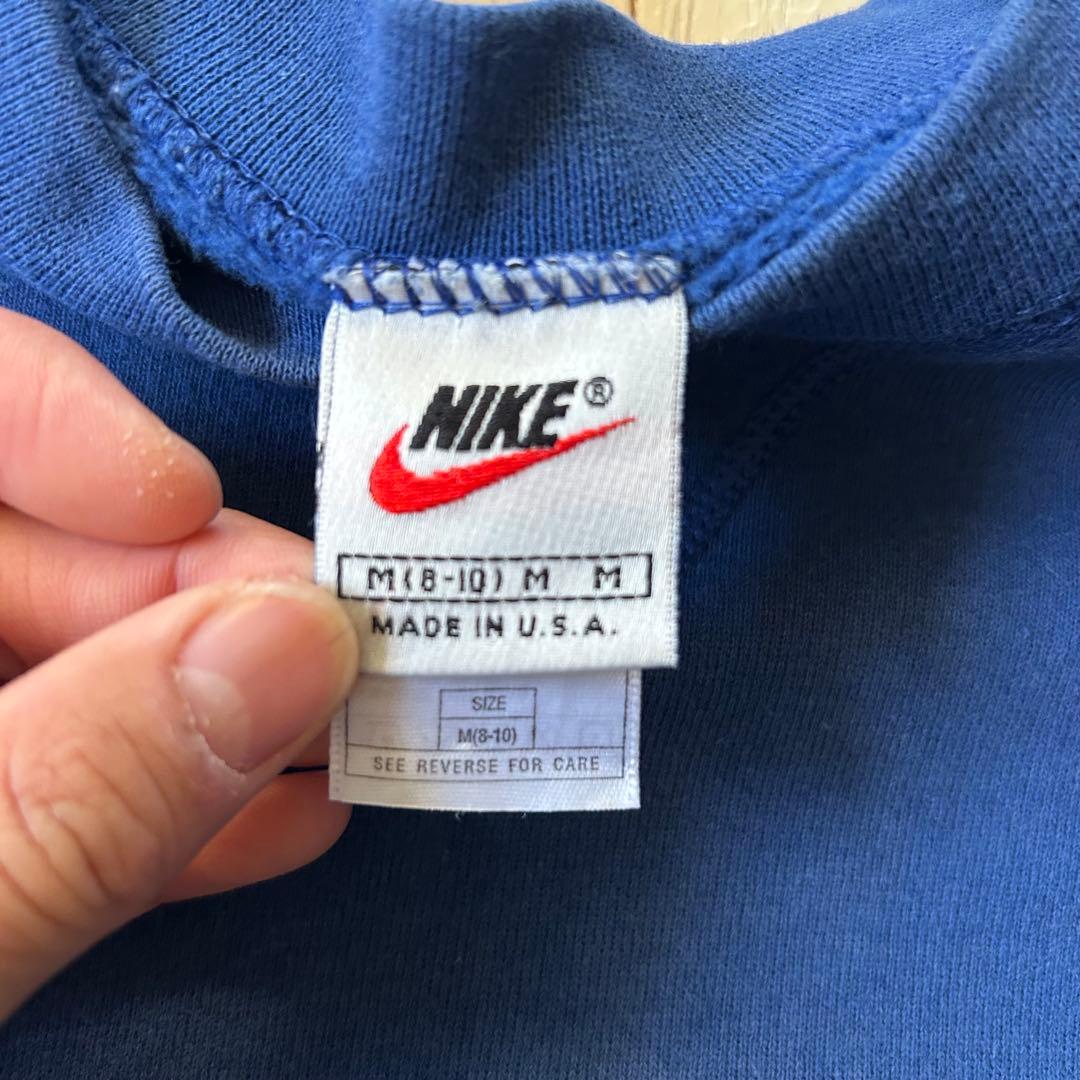 NIKE®
M(8-10) M M
MADE IN U.S.A.
SIZE
M(8-10)
SEE REVERSE FOR CARE